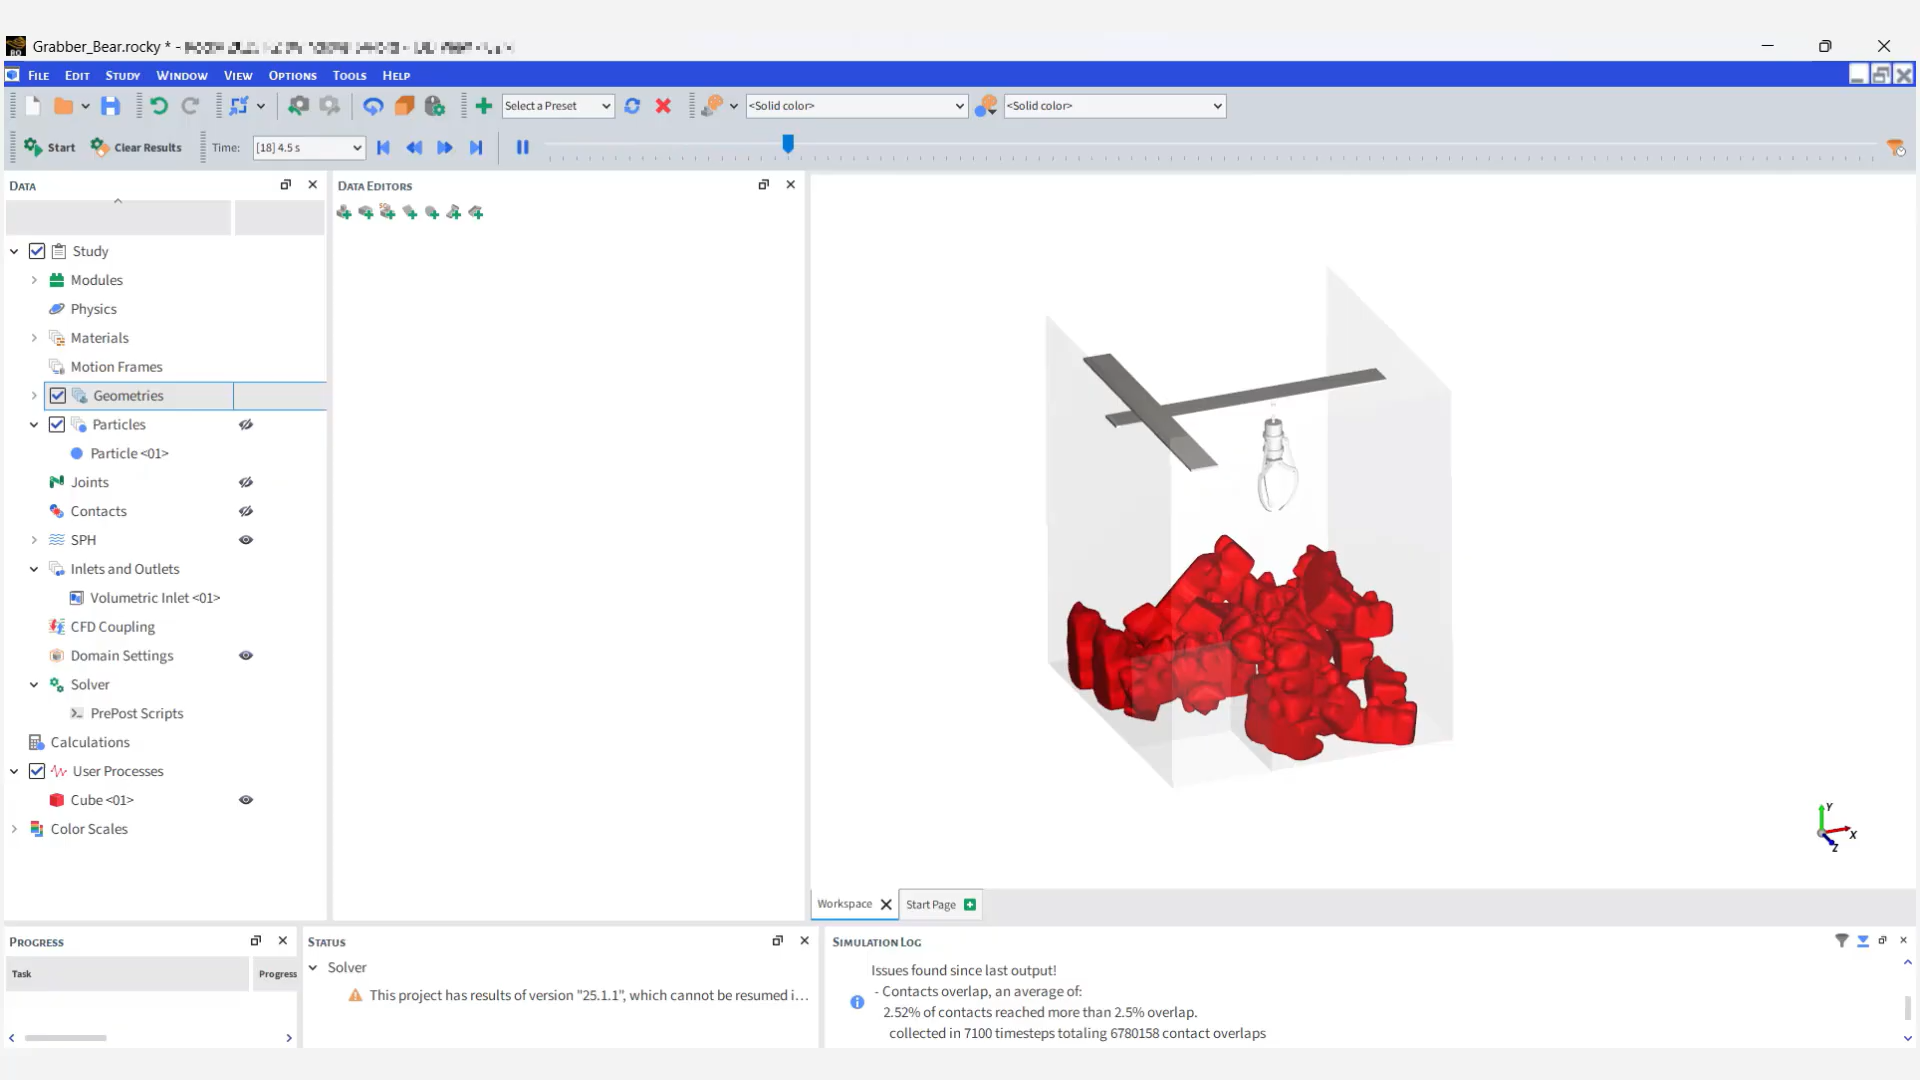 Grabber_Bear.rocky * -
FILE EDIT STUDY WINDOW VIEW OPTIONS TOOLS HELP
Select a Preset <Solid color> <Solid color>
Start Clear Results Time: [18] 4.5 s
DATA
DATA EDITORS
Study
Modules
Physics
Materials
Motion Frames
Geometries
Particles
Particle <01>
Joints
Contacts
SPH
Inlets and Outlets
Volumetric Inlet <01>
CFD Coupling
Domain Settings
Solver
PrePost Scripts
Calculations
User Processes
Cube <01>
Color Scales
Y
X
Z
Workspace Start Page
PROGRESS
Task Progress
STATUS
Solver
This project has results of version "25.1.1", which cannot be resumed i...
SIMULATION LOG
Issues found since last output!
- Contacts overlap, an average of:
2.52% of contacts reached more than 2.5% overlap.
collected in 7100 timesteps totaling 6780158 contact overlaps